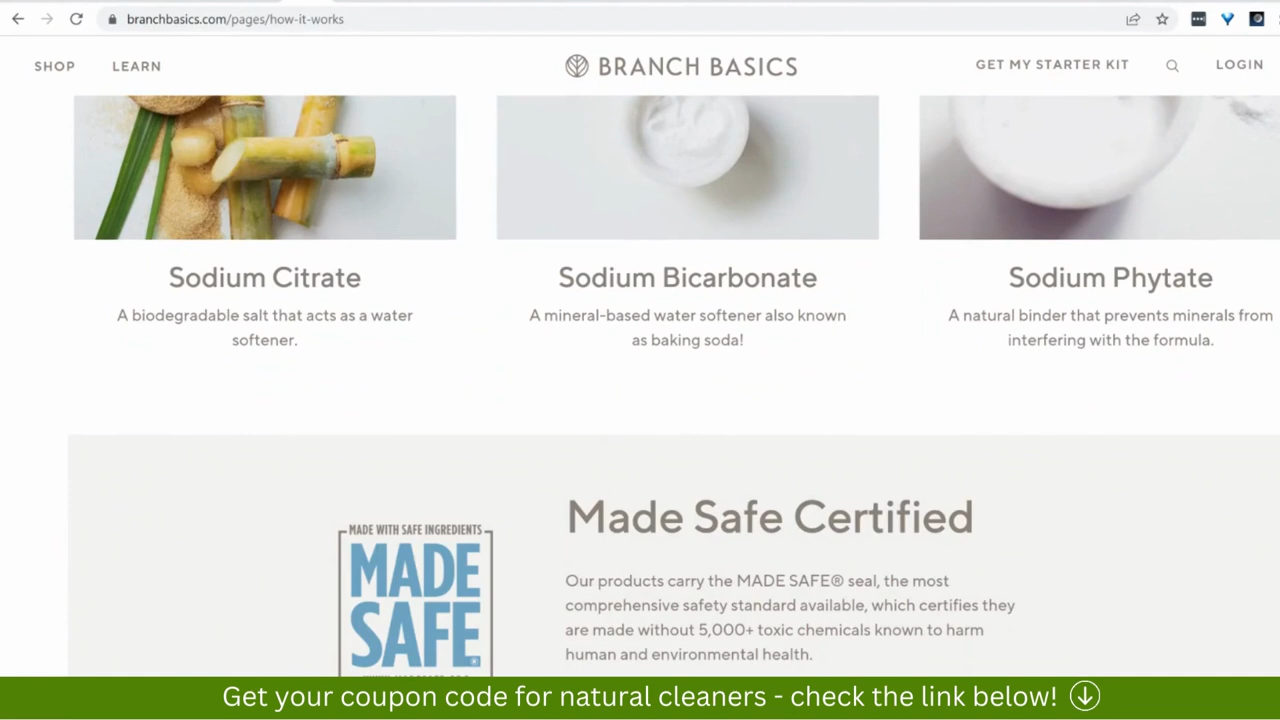 branchbasics.com/pages/how-it-works
SHOP LEARN BRANCH BASICS GET MY STARTER KIT LOGIN
Sodium Citrate
A biodegradable salt that acts as a water
softener.
Sodium Bicarbonate
A mineral-based water softener also known
as baking soda!
Sodium Phytate
A natural binder that prevents minerals from
interfering with the formula.
MADE WITH SAFE INGREDIENTS
MADE
SAFE®
Made Safe Certified
Our products carry the MADE SAFE® seal, the most
comprehensive safety standard available, which certifies they
are made without 5,000+ toxic chemicals known to harm
human and environmental health.
Get your coupon code for natural cleaners - check the link below!